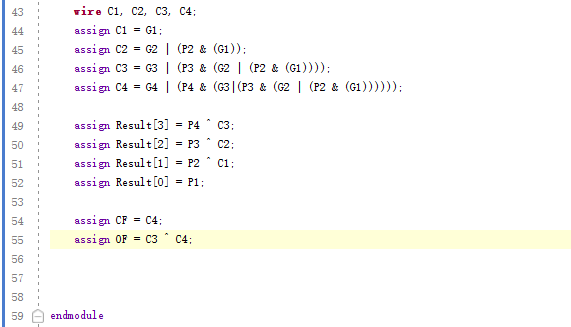 43 wire C1, C2, C3, C4;
44 assign C1 = G1;
45 assign C2 = G2 | (P2 & (G1));
46 assign C3 = G3 | (P3 & (G2 | (P2 & (G1))));
47 assign C4 = G4 | (P4 & (G3|(P3 & (G2 | (P2 & (G1))))));
48
49 assign Result[3] = P4 ^ C3;
50 assign Result[2] = P3 ^ C2;
51 assign Result[1] = P2 ^ C1;
52 assign Result[0] = P1;
53
54 assign CF = C4;
55 assign OF = C3 ^ C4;
56
57
58
59 endmodule